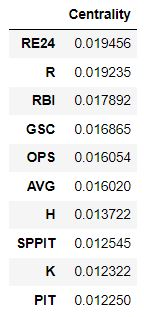 Centrality
RE24 0.019456
R 0.019235
RBI 0.017892
GSC 0.016865
OPS 0.016054
AVG 0.016020
H 0.013722
SPPIT 0.012545
K 0.012322
PIT 0.012250